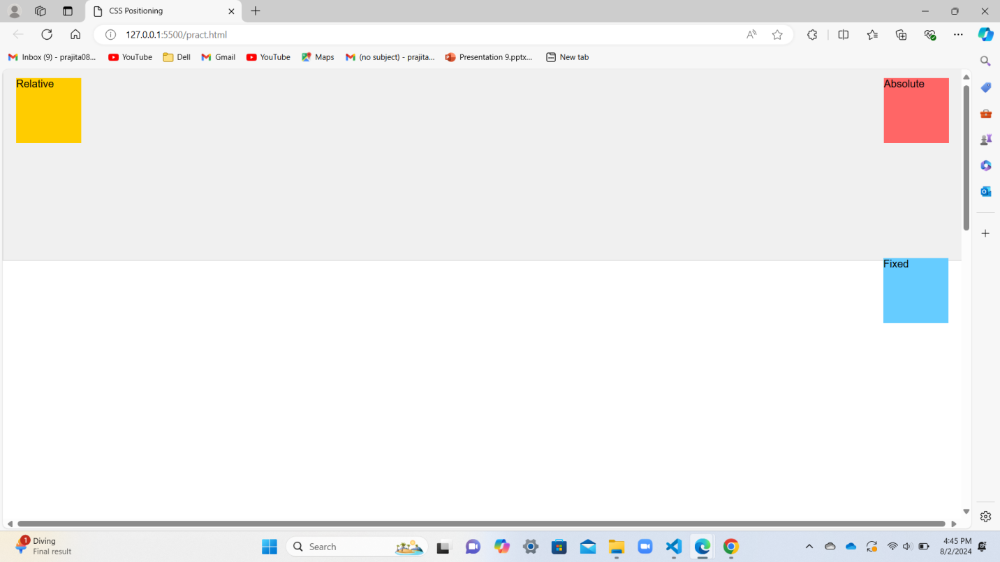 CSS Positioning
127.0.0.1:5500/pract.html
Inbox (9) - prajita08... YouTube Dell Gmail YouTube Maps (no subject) - prajita... Presentation 9.pptx... New tab
Relative Absolute
Fixed
1 Diving
Final result
Search
4:45 PM
8/2/2024